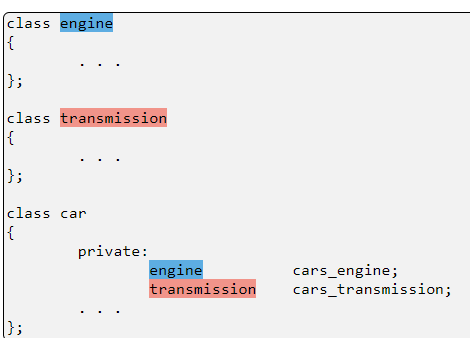 class engine
{
        . . .
};

class transmission
{
        . . .
};

class car
{
        private:
                engine          cars_engine;
                transmission    cars_transmission;
        . . .
};